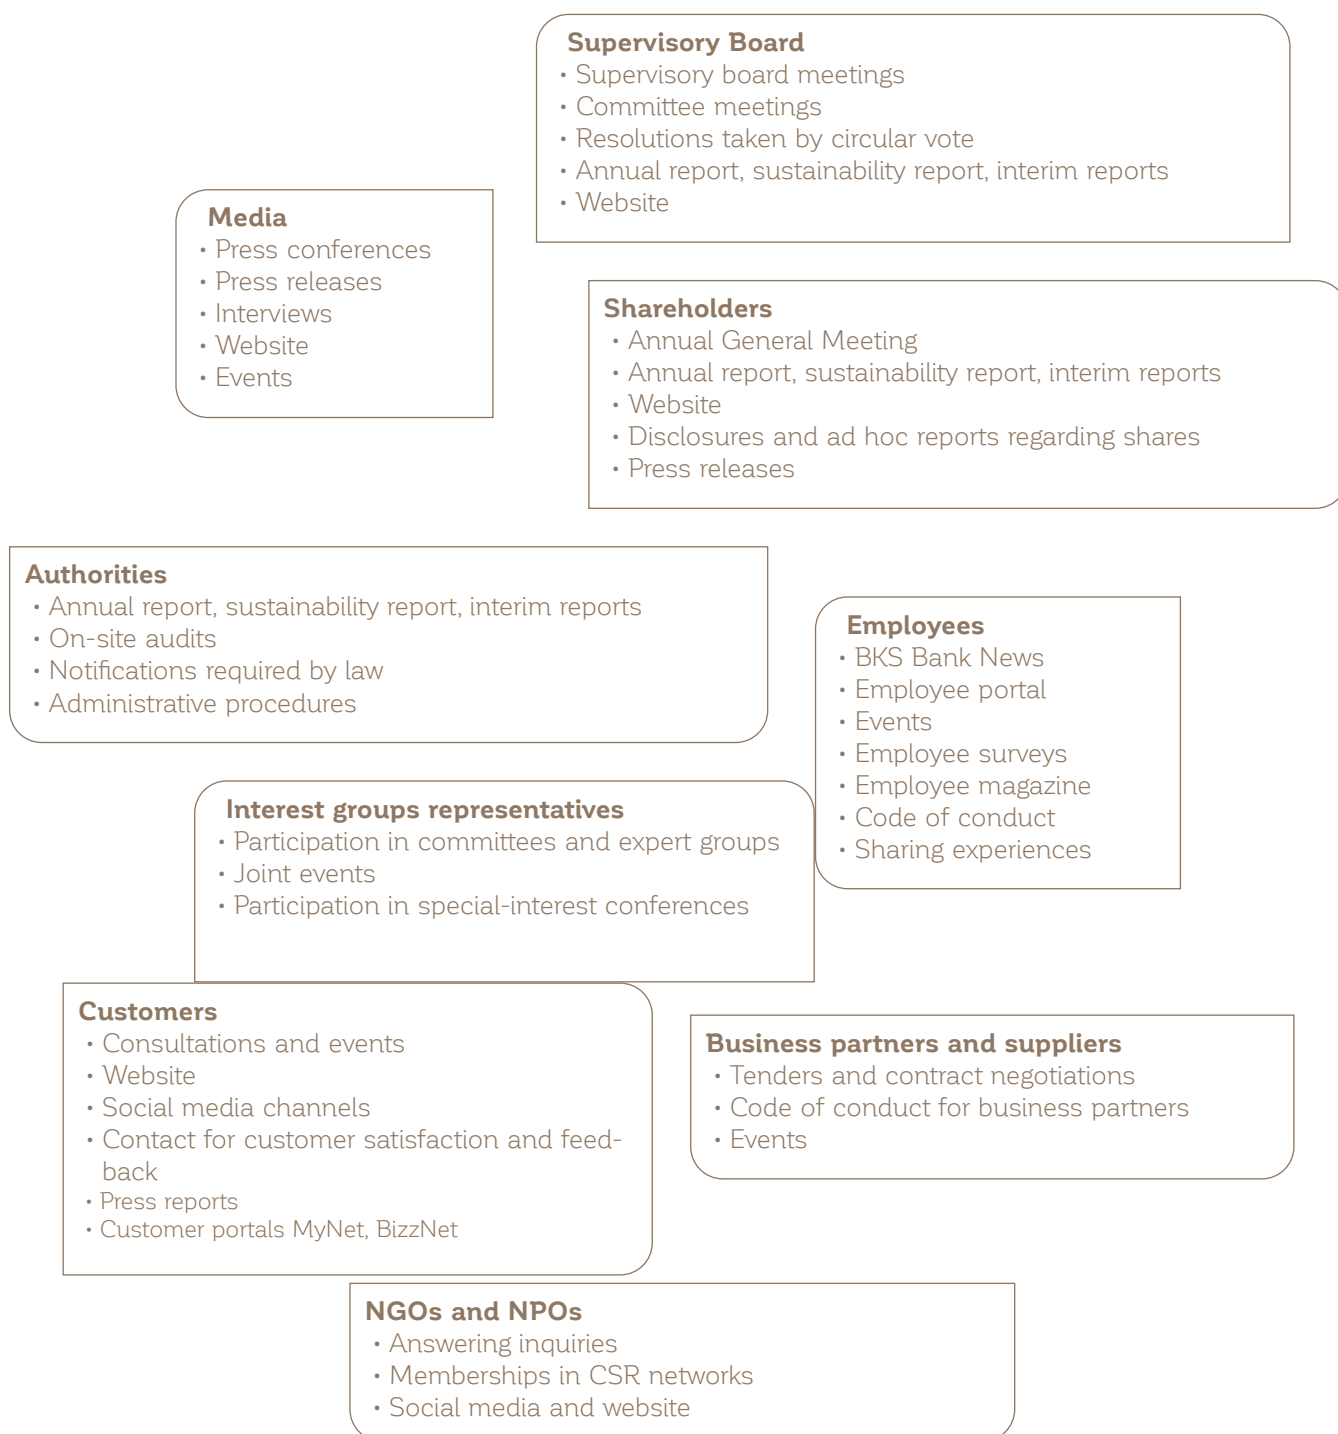 Supervisory Board
• Supervisory board meetings
• Committee meetings
• Resolutions taken by circular vote
• Annual report, sustainability report, interim reports
• Website
Media
• Press conferences
• Press releases
• Interviews
• Website
• Events
Shareholders
• Annual General Meeting
• Annual report, sustainability report, interim reports
• Website
• Disclosures and ad hoc reports regarding shares
• Press releases
Authorities
• Annual report, sustainability report, interim reports
• On-site audits
• Notifications required by law
• Administrative procedures
Employees
• BKS Bank News
• Employee portal
• Events
• Employee surveys
• Employee magazine
• Code of conduct
• Sharing experiences
Interest groups representatives
• Participation in committees and expert groups
• Joint events
• Participation in special-interest conferences
Customers
• Consultations and events
• Website
• Social media channels
• Contact for customer satisfaction and feed-
back
• Press reports
• Customer portals MyNet, BizzNet
Business partners and suppliers
• Tenders and contract negotiations
• Code of conduct for business partners
• Events
NGOs and NPOs
• Answering inquiries
• Memberships in CSR networks
• Social media and website